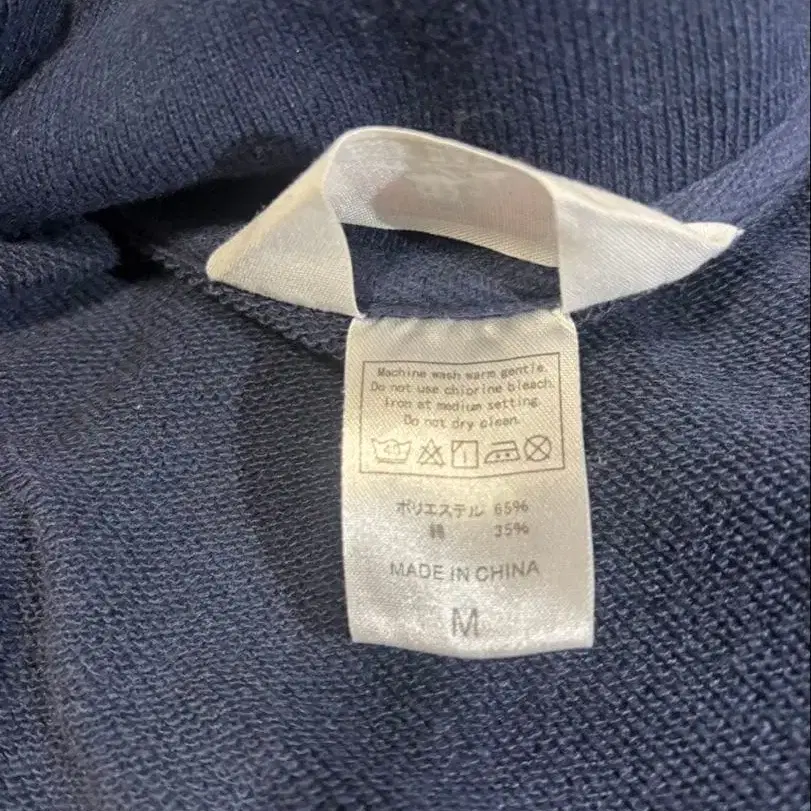 Machine wash warm gentle.
Do not use chlorine bleach.
Iron at medium setting.
Do not dry clean.
40
ポリエステル 65%
綿 35%
MADE IN CHINA
M